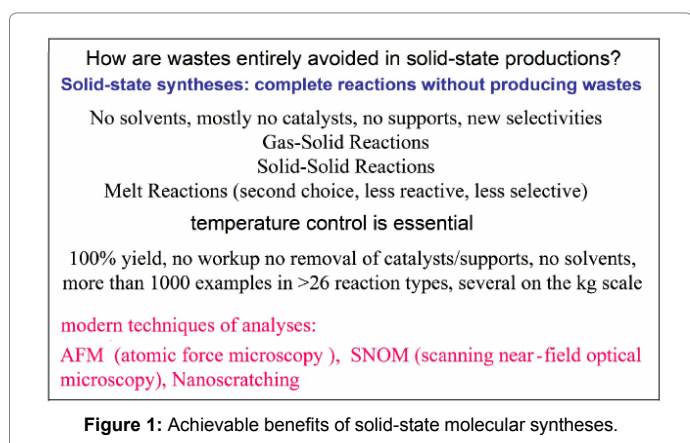 How are wastes entirely avoided in solid-state productions?
Solid-state syntheses: complete reactions without producing wastes
No solvents, mostly no catalysts, no supports, new selectivities
Gas-Solid Reactions
Solid-Solid Reactions
Melt Reactions (second choice, less reactive, less selective)
temperature control is essential
100% yield, no workup no removal of catalysts/supports, no solvents,
more than 1000 examples in >26 reaction types, several on the kg scale
modern techniques of analyses:
AFM (atomic force microscopy ), SNOM (scanning near-field optical
microscopy), Nanoscratching
Figure 1: Achievable benefits of solid-state molecular syntheses.